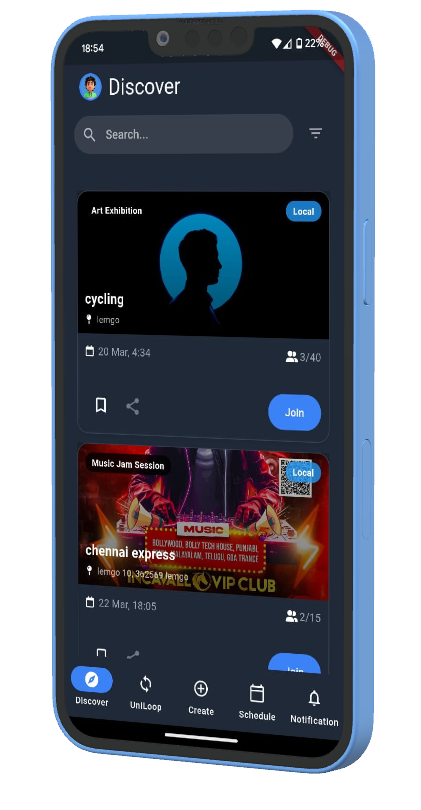 18:54
22%
DEBUG
Discover
Search...
Art Exhibition
Local
cycling
lemgo
20 Mar, 4:34
3/40
Join
Music Jam Session
Local
MUSIC
BOLLYWOOD, BOLLY TECH HOUSE, PUNJABI,
MALAYALAM, TELUGU, GOA TRANCE
chennai express
lemgo 10, 3o2569 lemgo
VIP CLUB
22 Mar, 18:05
2/15
Join
Discover
UniLoop
Create
Schedule
Notification